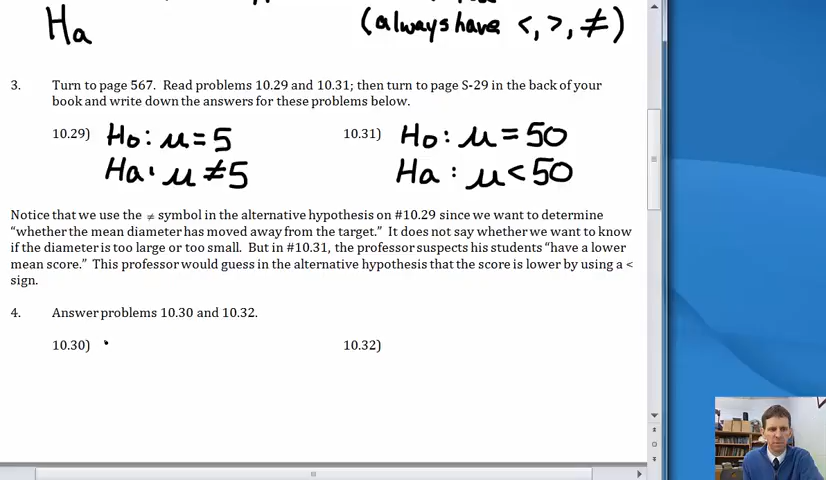 Ha
(always have <, >, ≠)
3. Turn to page 567. Read problems 10.29 and 10.31; then turn to page S-29 in the back of your
book and write down the answers for these problems below.
10.29) Ho: μ = 5 10.31) Ho: μ = 50
Ha: μ ≠ 5 Ha: μ < 50
Notice that we use the ≠ symbol in the alternative hypothesis on #10.29 since we want to determine
"whether the mean diameter has moved away from the target." It does not say whether we want to know
if the diameter is too large or too small. But in #10.31, the professor suspects his students "have a lower
mean score." This professor would guess in the alternative hypothesis that the score is lower by using a <
sign.
4. Answer problems 10.30 and 10.32.
10.30) 10.32)